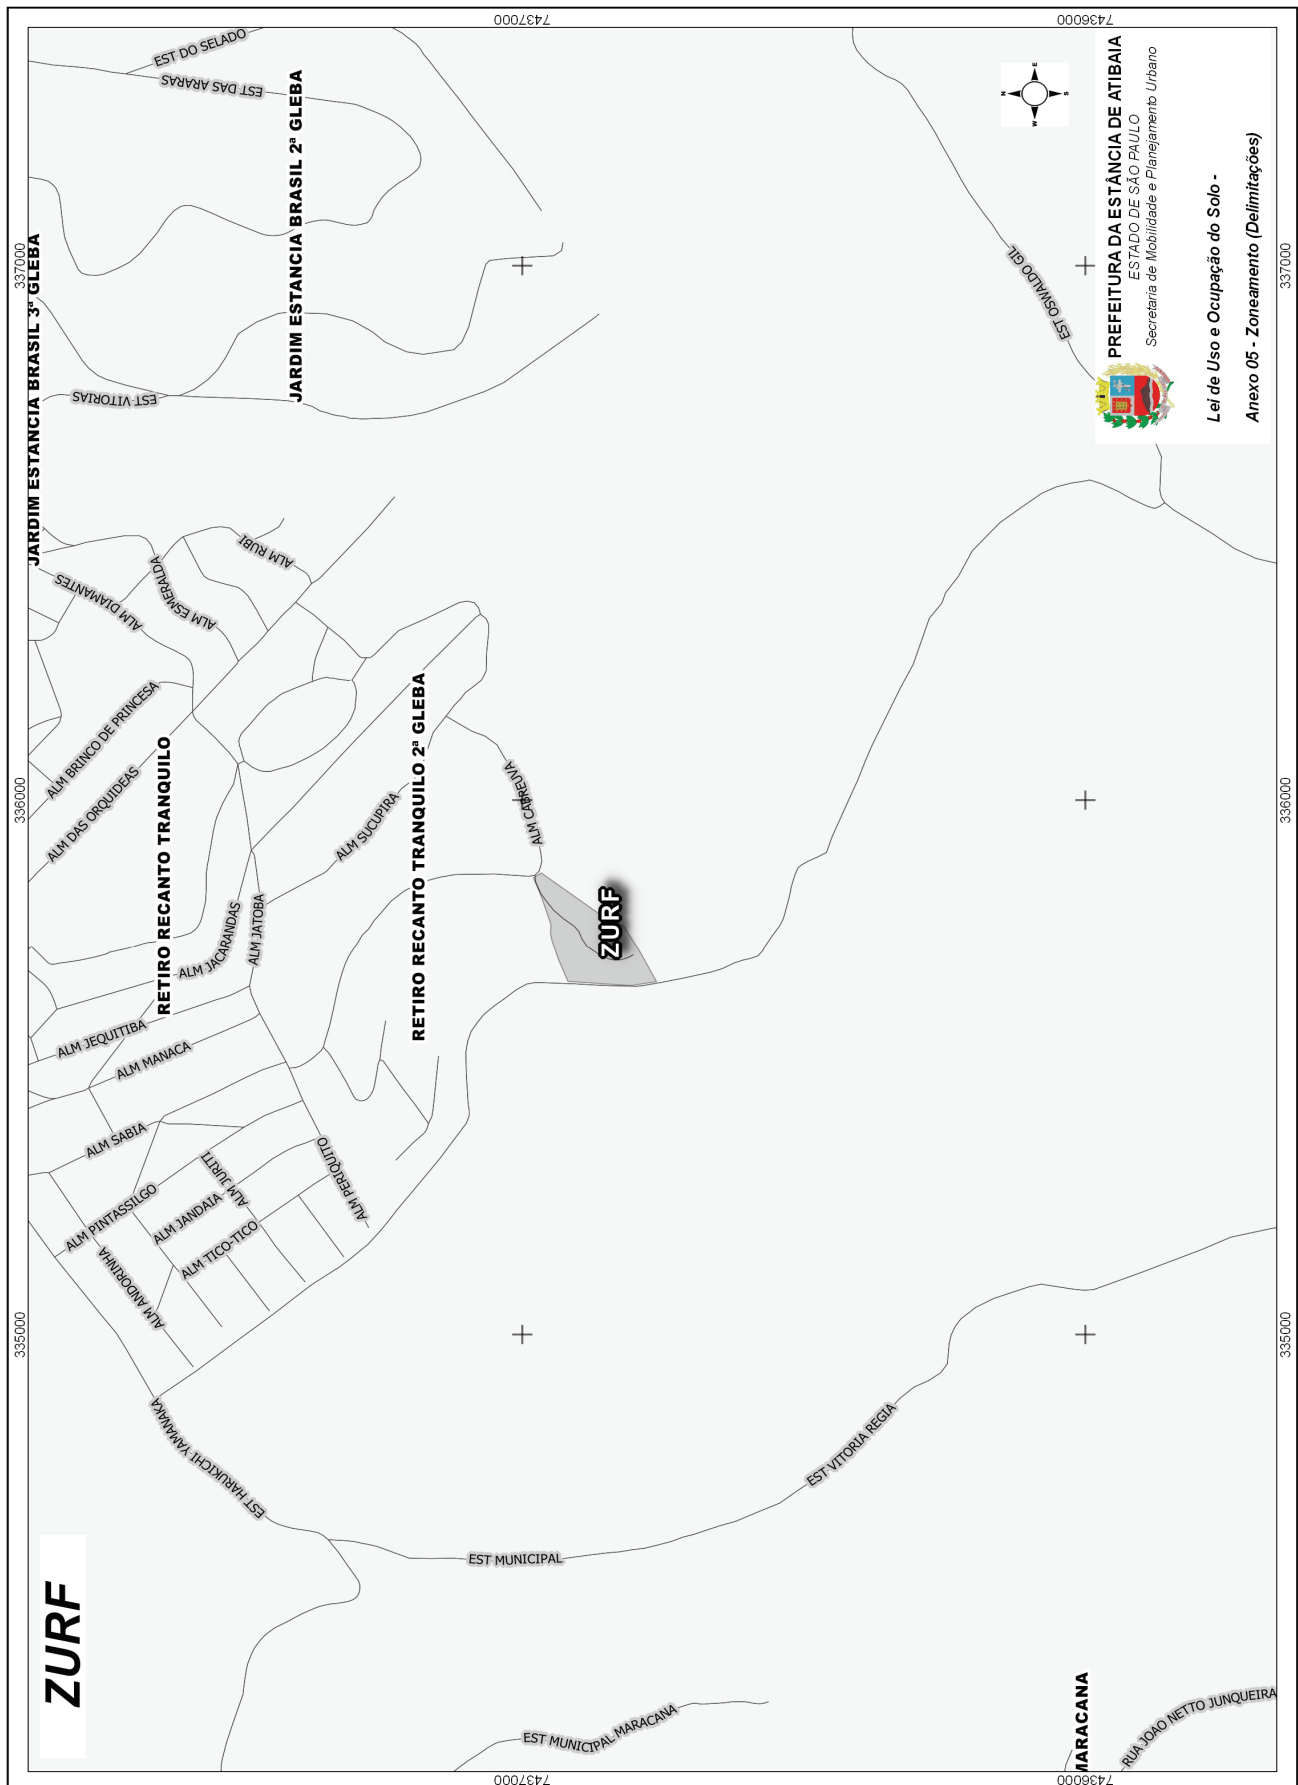 ZURF
337000
336000
335000
7437000
7436000
EST DO SELADO
EST DAS ARARAS
JARDIM ESTANCIA BRASIL 2ª GLEBA
JARDIM ESTANCIA BRASIL 3ª GLEBA
EST VITORIAS
ALM RUBI
ALM ESMERALDA
ALM ESMERALDA
ALM DIAMANTES
ALM BRINCO DE PRINCESA
ALM DAS ORQUIDEAS
RETIRO RECANTO TRANQUILO
ALM SUCUPIRA
RETIRO RECANTO TRANQUILO 2ª GLEBA
ALM CABREUVA
ZURF
ALM JACARANDAS
ALM JATOBA
ALM JEQUITIBA
ALM MANACA
ALM SABIA
ALM PINTASSILGO
ALM JURITI
ALM JANDAIA
ALM TICO-TICO
ALM PERIQUITO
ALM ANDORINHA
EST HARUKICHI YAMANAKA
EST MUNICIPAL
EST VITORIA REGIA
EST MUNICIPAL MARACANA
MARACANA
RUA JOAO NETTO JUNQUEIRA
EST OSWALDO GIL
N
E
S
W
PREFEITURA DA ESTÂNCIA DE ATIBAIA
ESTADO DE SÃO PAULO
Secretaria de Mobilidade e Planejamento Urbano
Lei de Uso e Ocupação do Solo -
Anexo 05 - Zoneamento (Delimitações)
337000
336000
335000
7437000
7436000